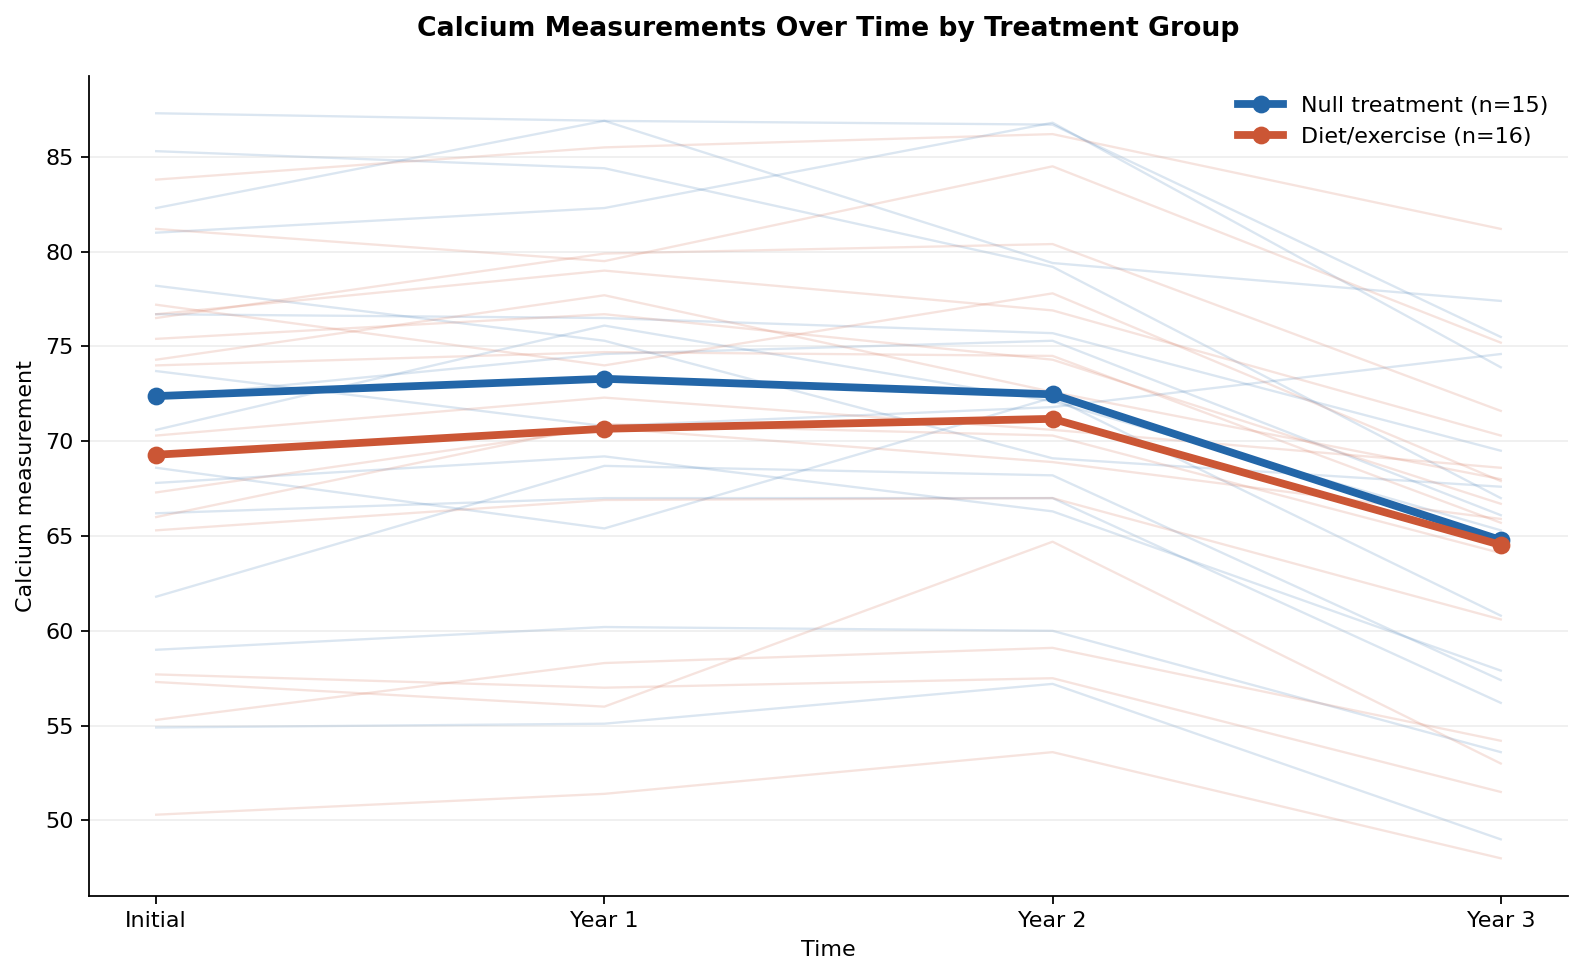 Calcium Measurements Over Time by Treatment Group
Null treatment (n=15)
Diet/exercise (n=16)
Calcium measurement
85
80
75
70
65
60
55
50
Initial
Year 1
Year 2
Year 3
Time